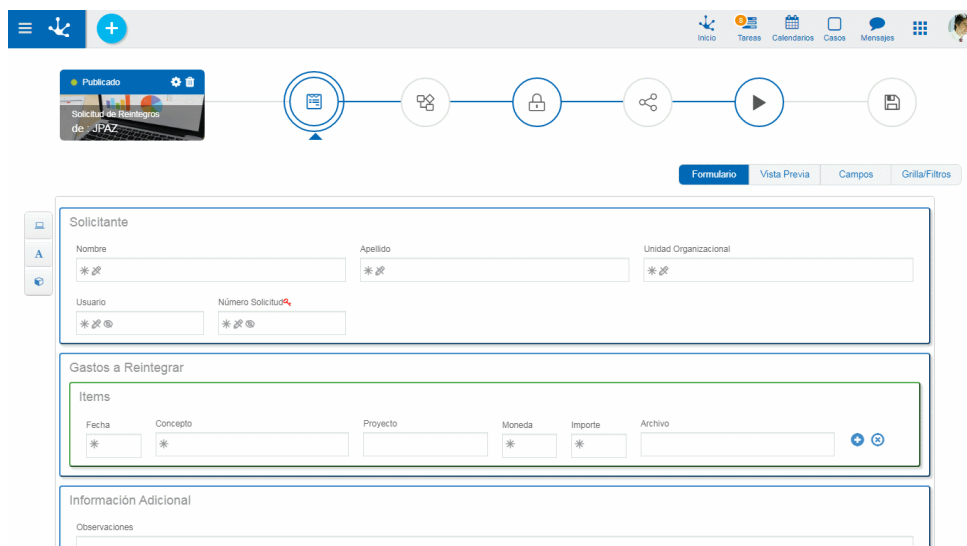 8
Inicio Tareas Calendarios Casos Mensajes
Publicado
Solicitud de Reintegros
de : JPAZ
Formulario Vista Previa Campos Grilla/Filtros
A
Solicitante
Nombre Apellido Unidad Organizacional
Usuario Número Solicitud
Gastos a Reintegrar
Items
Fecha Concepto Proyecto Moneda Importe Archivo
Información Adicional
Observaciones